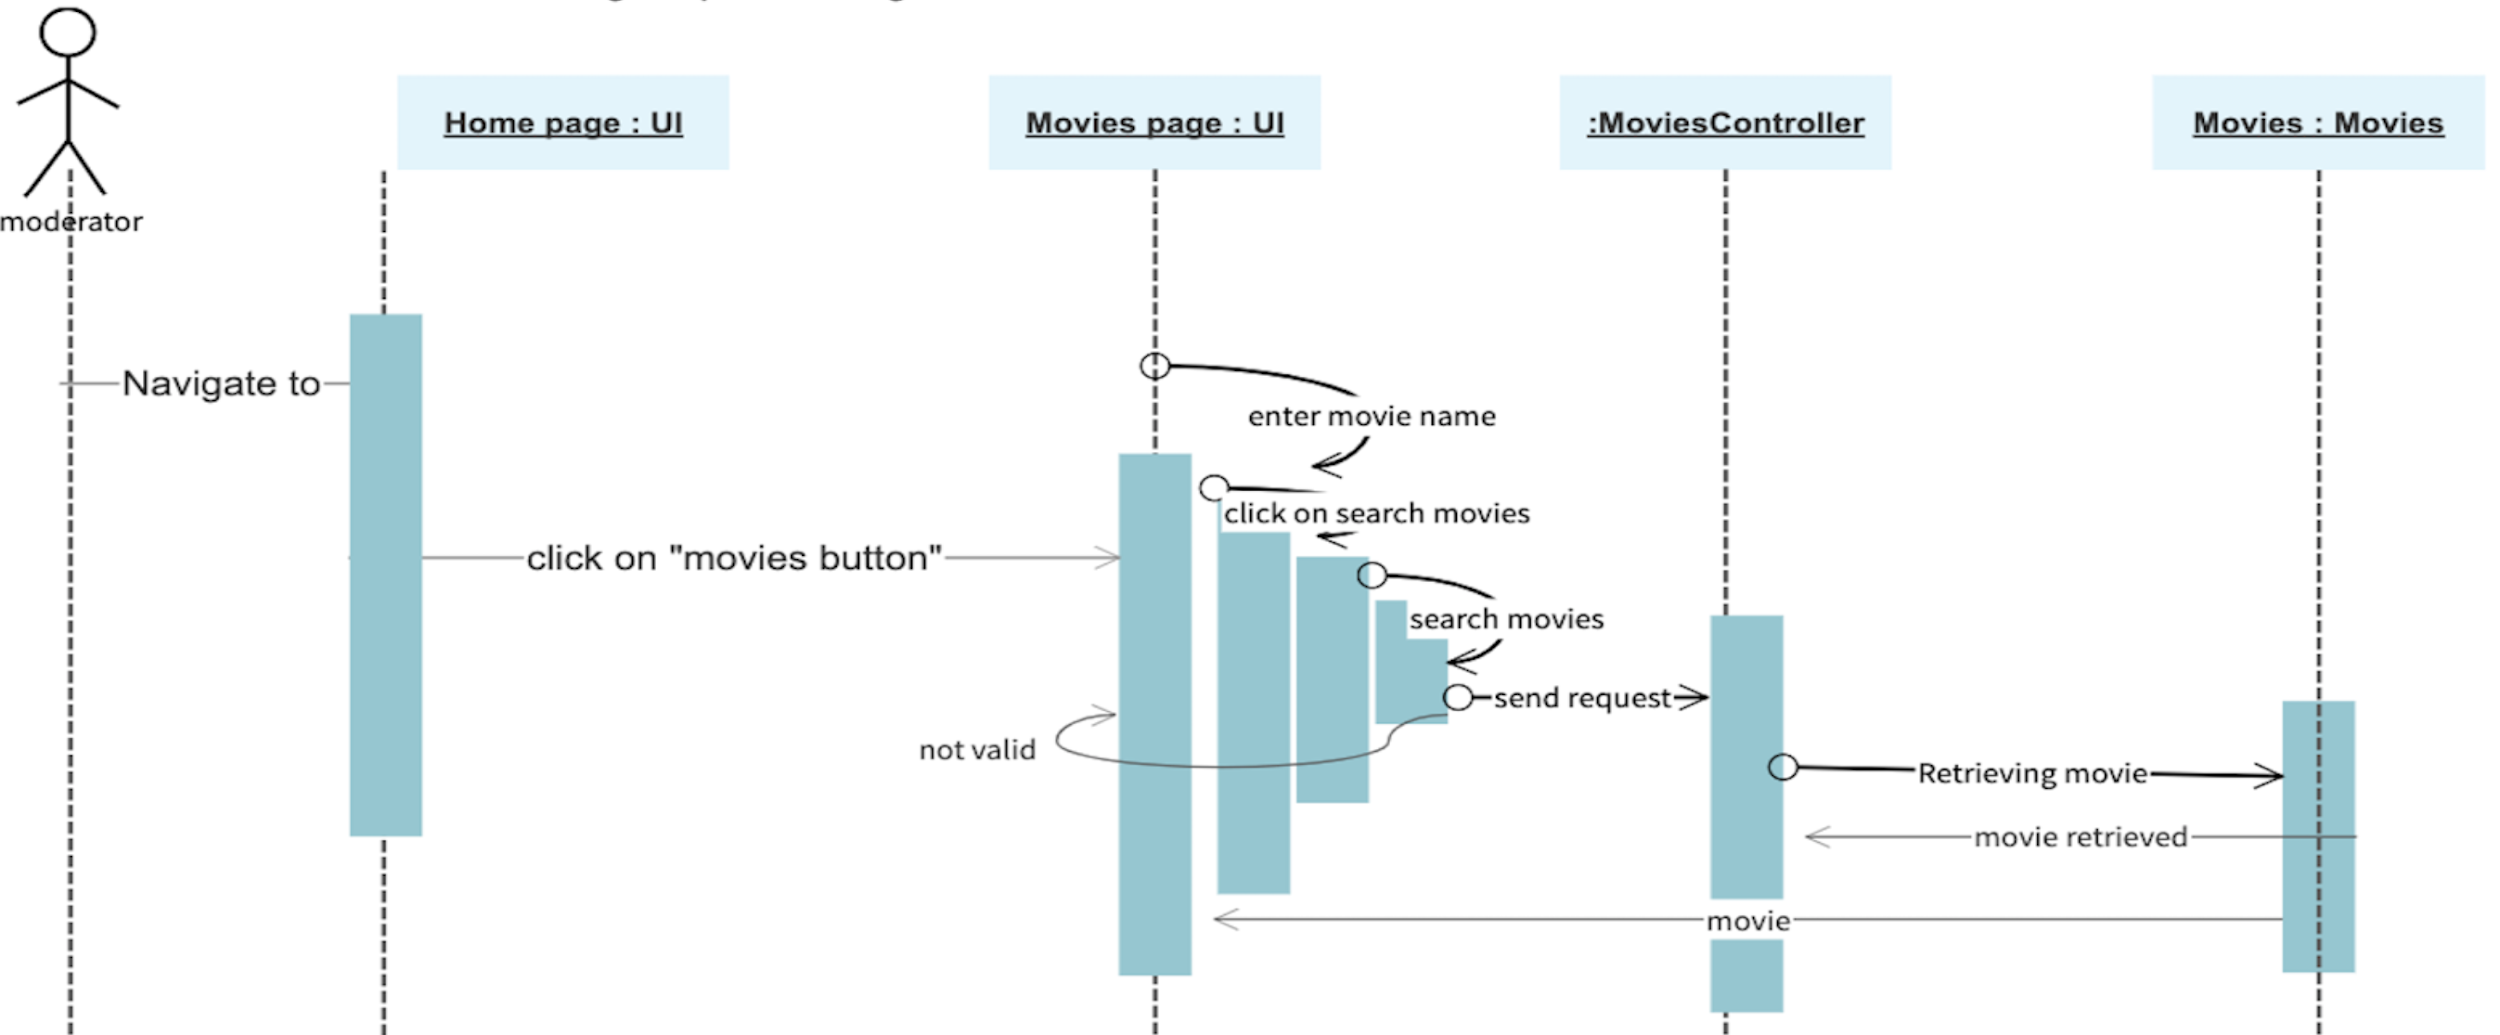 Home page : UI
Movies page : UI
:MoviesController
Movies : Movies
moderator
Navigate to
enter movie name
click on search movies
click on "movies button"
search movies
send request
not valid
Retrieving movie
movie retrieved
movie